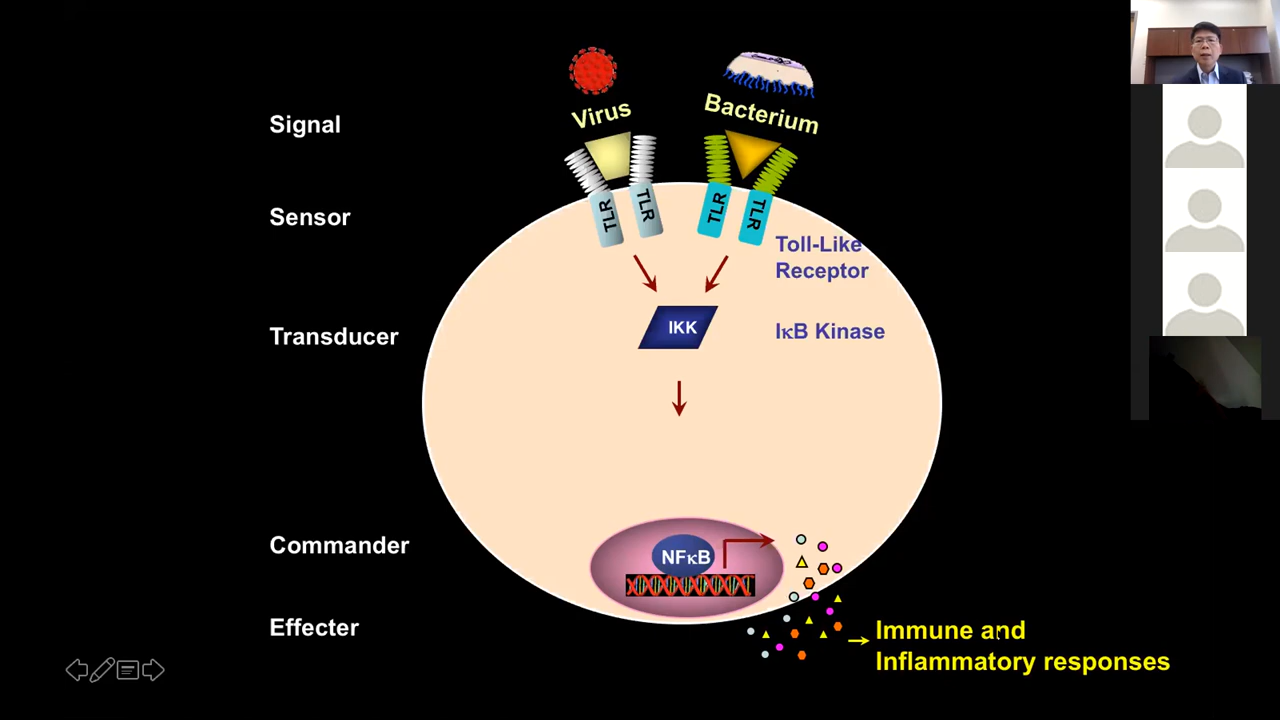 Virus
Bacterium
Signal
TLR
TLR
TLR
TLR
Sensor
Toll-Like
Receptor
IKK
IκB Kinase
Transducer
Commander
NFκB
Effecter
Immune and
Inflammatory responses